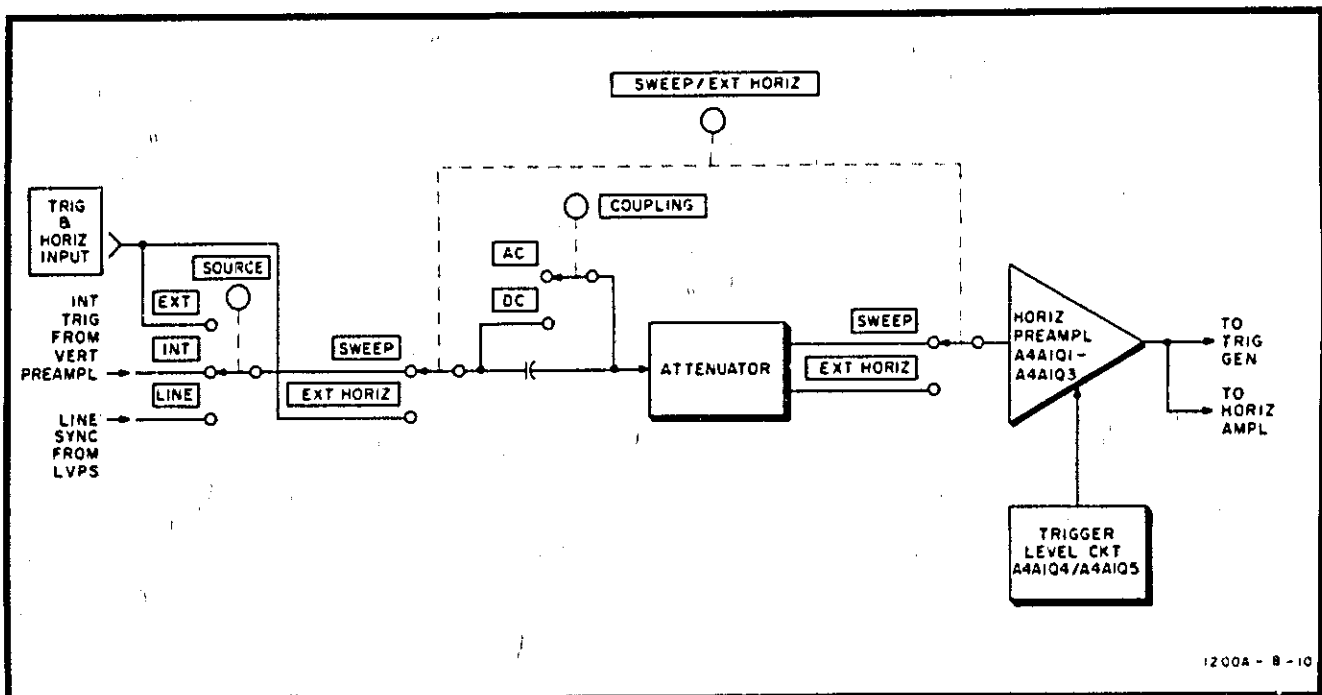 SWEEP/EXT HORIZ
TRIG
&
HORIZ
INPUT
COUPLING
SOURCE
AC
DC
EXT
INT
TRIG
FROM
VERT
PREAMPL
INT
LINE
LINE
SYNC
FROM
LVPS
SWEEP
EXT HORIZ
ATTENUATOR
SWEEP
EXT HORIZ
HORIZ
PREAMPL
A4A1Q1-
A4A1Q3
TO
TRIG
GEN
TO
HORIZ
AMPL
TRIGGER
LEVEL CKT
A4A1Q4/A4A1Q5
1200A - B - 10